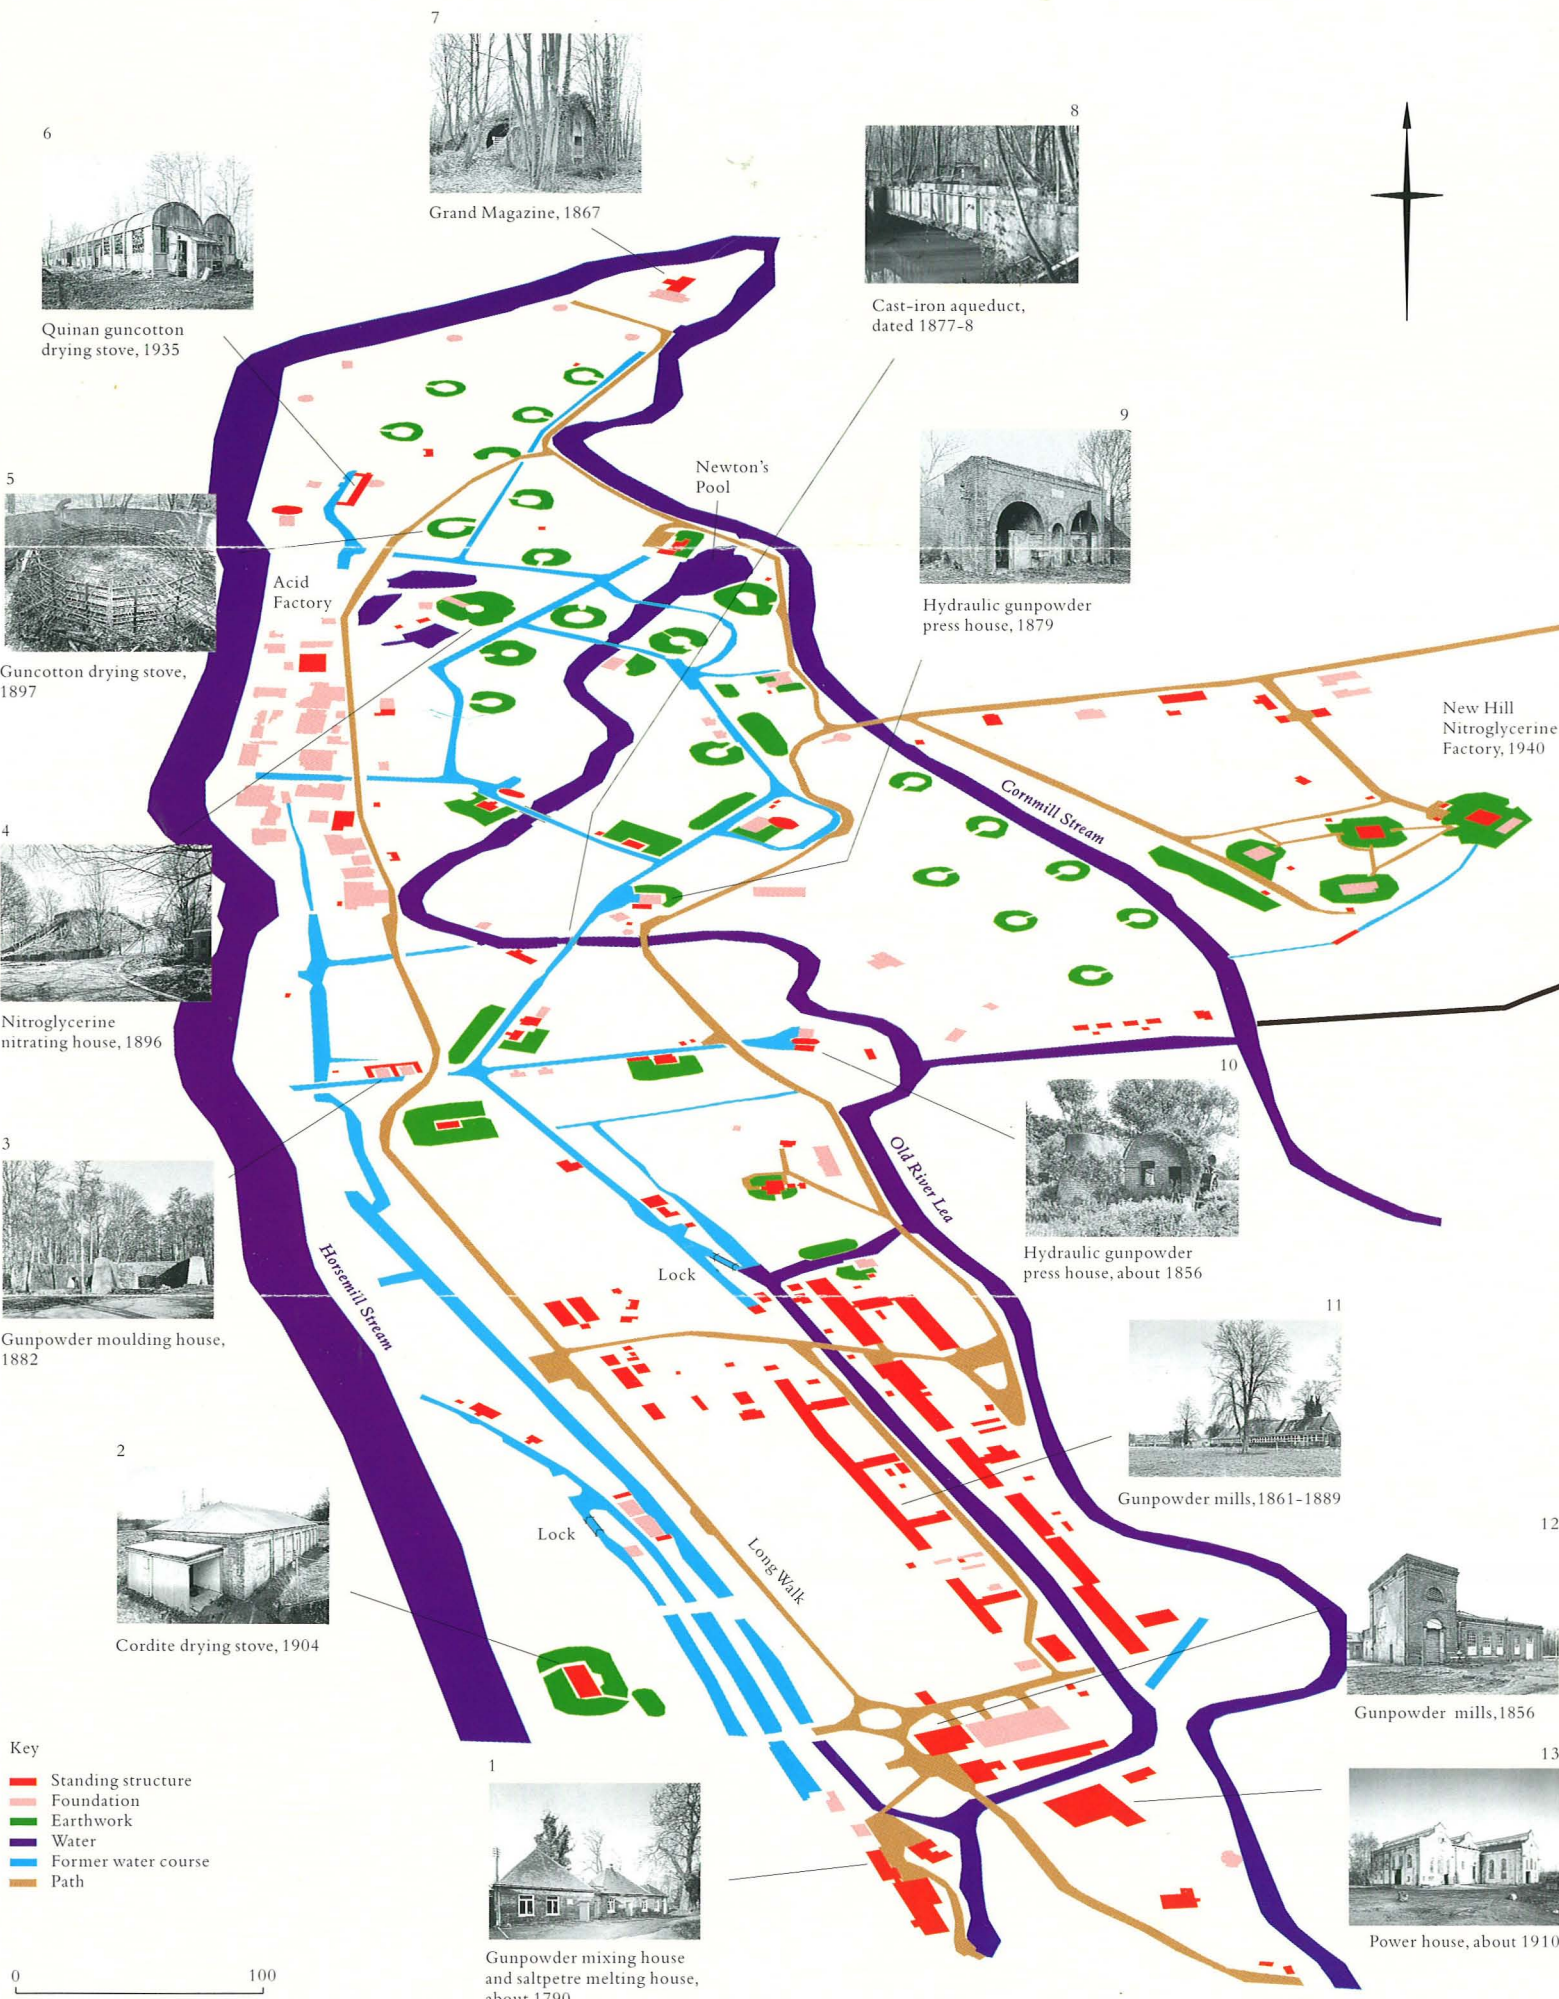 7
Grand Magazine, 1867
8
Cast-iron aqueduct,
dated 1877-8
6
Quinan guncotton
drying stove, 1935
9
Hydraulic gunpowder
press house, 1879
Newton's
Pool
5
Guncotton drying stove,
1897
Acid
Factory
New Hill
Nitroglycerine
Factory, 1940
Cornmill Stream
4
Nitroglycerine
nitrating house, 1896
10
Hydraulic gunpowder
press house, about 1856
Old River Lea
3
Gunpowder moulding house,
1882
Horsemill Stream
Lock
11
Gunpowder mills, 1861-1889
2
Cordite drying stove, 1904
Lock
Long Walk
12
Gunpowder mills, 1856
13
Power house, about 1910
1
Gunpowder mixing house
and saltpetre melting house,
about 1790
Key
Standing structure
Foundation
Earthwork
Water
Former water course
Path
0 100